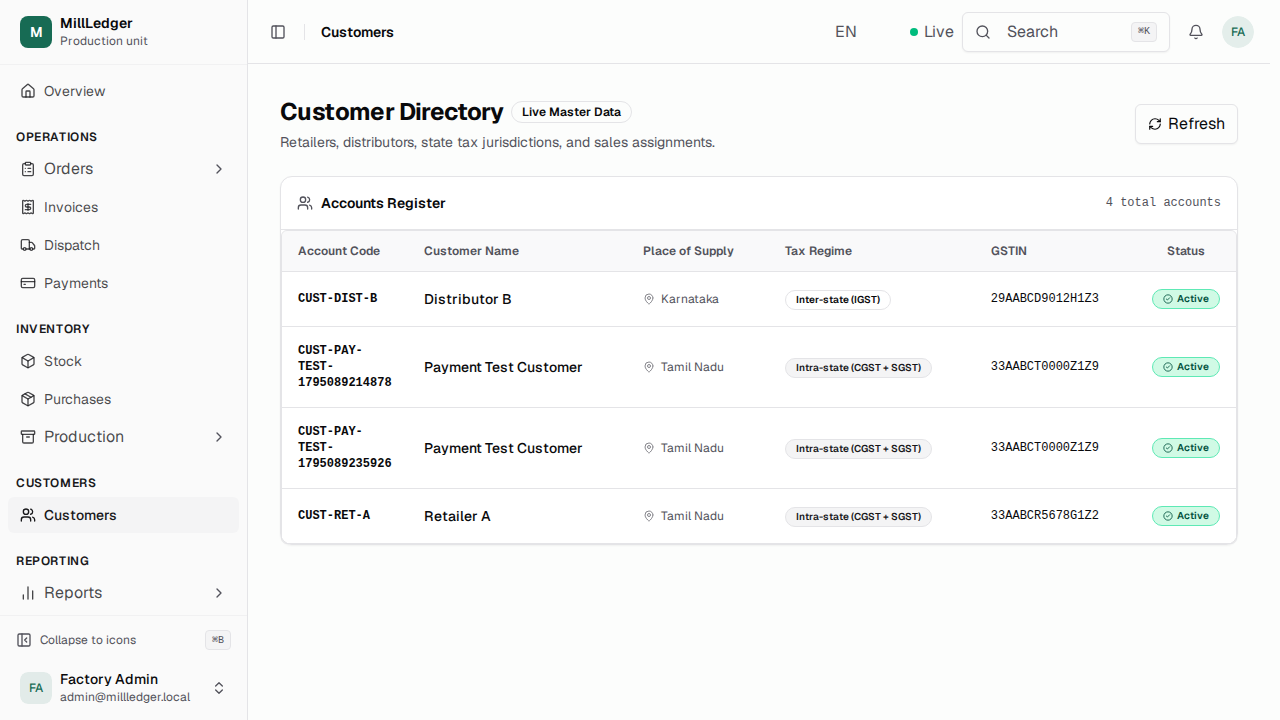 M
MillLedger
Production unit
Overview
OPERATIONS
Orders
Invoices
Dispatch
Payments
INVENTORY
Stock
Purchases
Production
CUSTOMERS
Customers
REPORTING
Reports
Collapse to icons ⌘B
FA
Factory Admin
admin@millledger.local
Customers
EN
Live
Search ⌘K
FA
Customer Directory
Live Master Data
Retailers, distributors, state tax jurisdictions, and sales assignments.
Refresh
Accounts Register
4 total accounts
Account Code Customer Name Place of Supply Tax Regime GSTIN Status
CUST-DIST-B Distributor B Karnataka Inter-state (IGST) 29AABCD9012H1Z3 Active
CUST-PAY-
TEST-
1795089214878
Payment Test Customer Tamil Nadu Intra-state (CGST + SGST) 33AABCT0000Z1Z9 Active
CUST-PAY-
TEST-
1795089235926
Payment Test Customer Tamil Nadu Intra-state (CGST + SGST) 33AABCT0000Z1Z9 Active
CUST-RET-A Retailer A Tamil Nadu Intra-state (CGST + SGST) 33AABCR5678G1Z2 Active